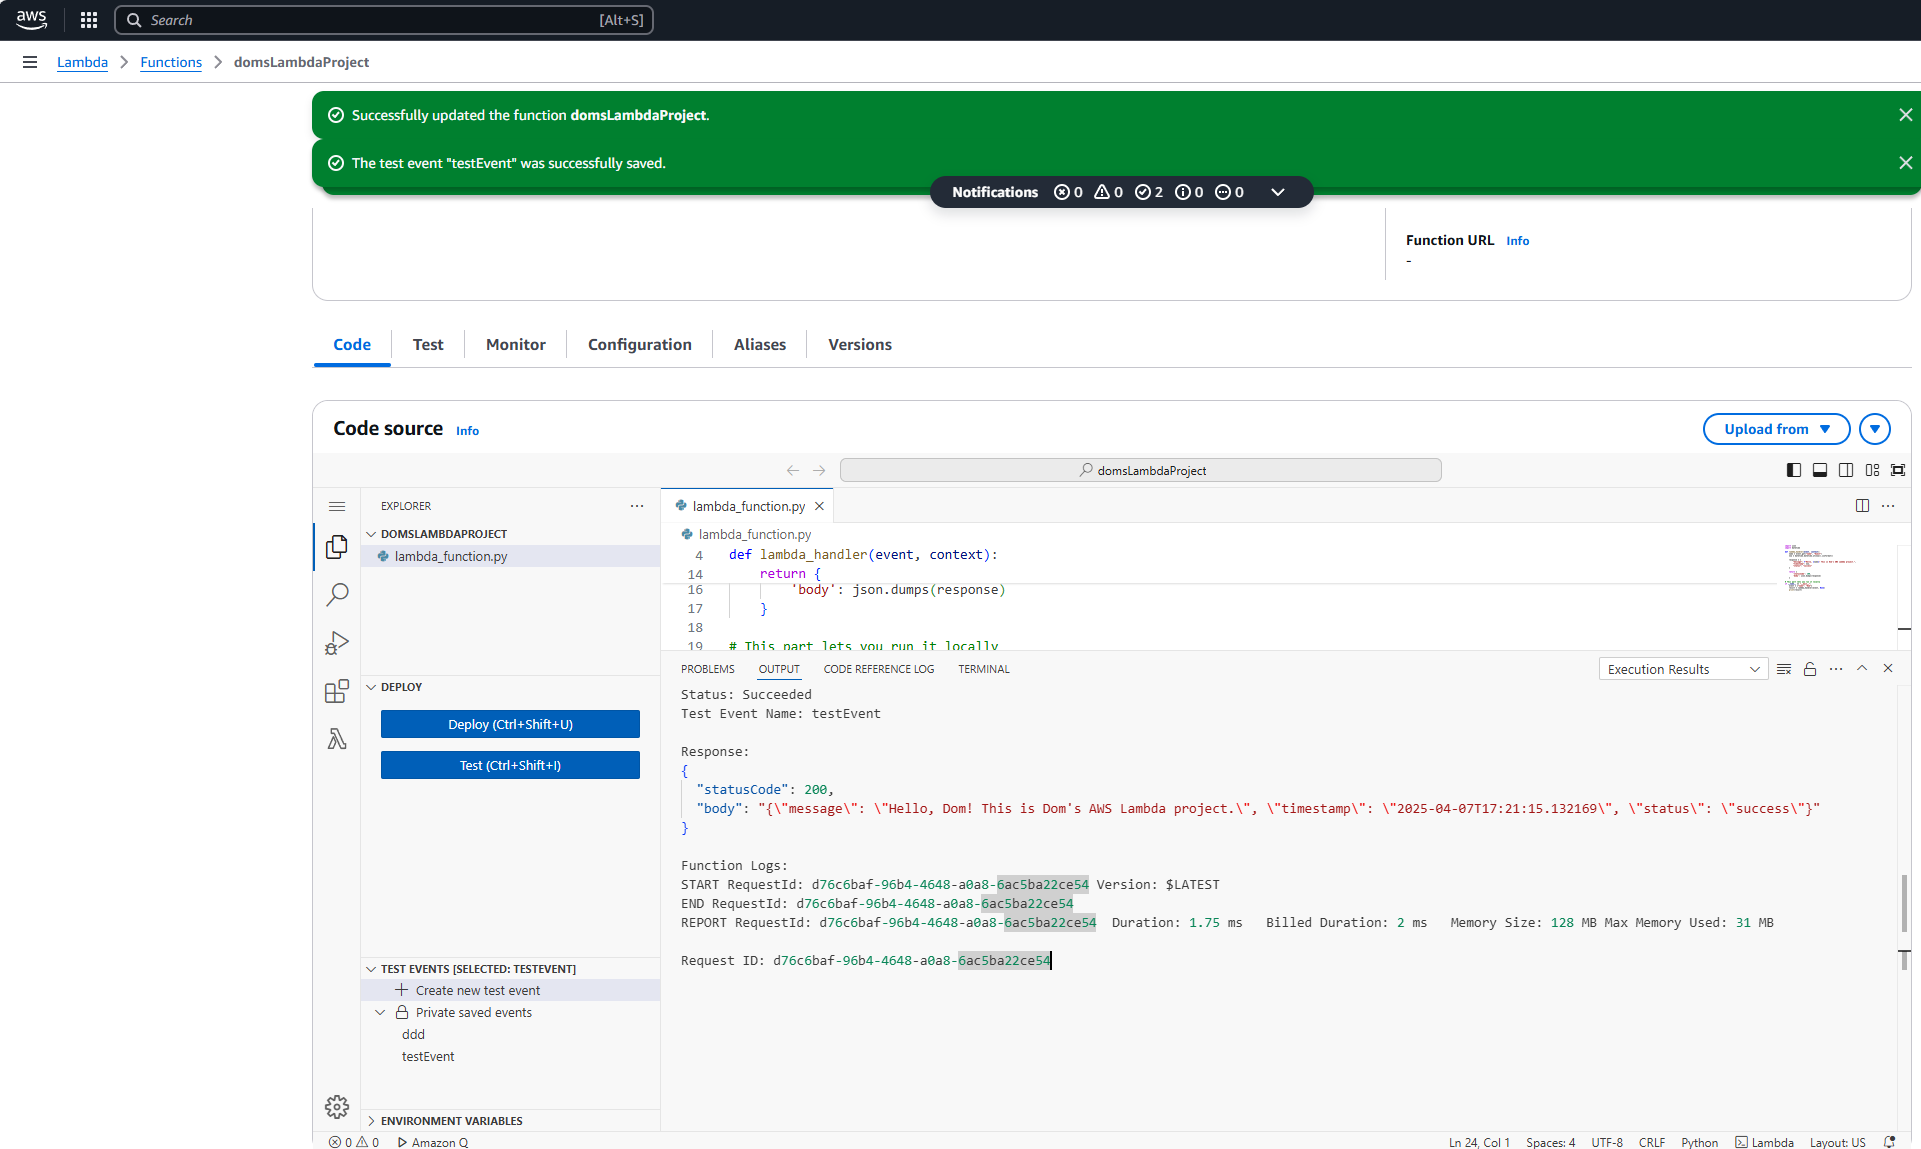 aws
Search [Alt+S]
Lambda > Functions > domsLambdaProject
Successfully updated the function domsLambdaProject.
The test event "testEvent" was successfully saved.
Notifications 0 0 2 0 0
Function URL Info
-
Code Test Monitor Configuration Aliases Versions
Code source Info
Upload from
domsLambdaProject
EXPLORER
DOMSLAMBDAPROJECT
lambda_function.py
lambda_function.py
lambda_function.py
4 def lambda_handler(event, context):
14 return {
16 'body': json.dumps(response)
17 }
18
19 # This part lets you run it locally
PROBLEMS OUTPUT CODE REFERENCE LOG TERMINAL
Execution Results
Status: Succeeded
Test Event Name: testEvent
Response:
{
"statusCode": 200,
"body": "{\"message\": \"Hello, Dom! This is Dom's AWS Lambda project.\", \"timestamp\": \"2025-04-07T17:21:15.132169\", \"status\": \"success\"}"
}
Function Logs:
START RequestId: d76c6baf-96b4-4648-a0a8-6ac5ba22ce54 Version: $LATEST
END RequestId: d76c6baf-96b4-4648-a0a8-6ac5ba22ce54
REPORT RequestId: d76c6baf-96b4-4648-a0a8-6ac5ba22ce54 Duration: 1.75 ms Billed Duration: 2 ms Memory Size: 128 MB Max Memory Used: 31 MB
Request ID: d76c6baf-96b4-4648-a0a8-6ac5ba22ce54
DEPLOY
Deploy (Ctrl+Shift+U)
Test (Ctrl+Shift+I)
TEST EVENTS [SELECTED: TESTEVENT]
Create new test event
Private saved events
ddd
testEvent
ENVIRONMENT VARIABLES
0 0 Amazon Q
Ln 24, Col 1 Spaces: 4 UTF-8 CRLF Python Lambda Layout: US